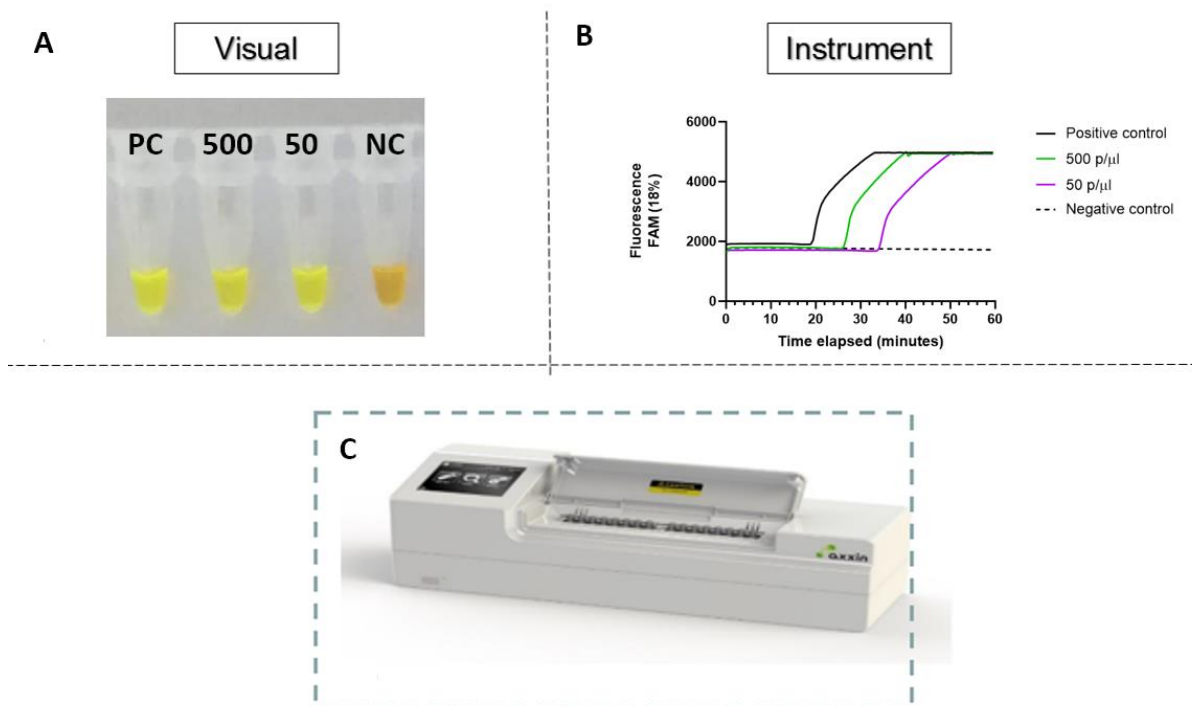 A
Visual
PC 500 50 NC
B
Instrument
6000
4000
2000
0
Fluorescence
FAM (18%)
0 10 20 30 40 50 60
Time elapsed (minutes)
Positive control
500 p/μl
50 p/μl
Negative control
C
axxin